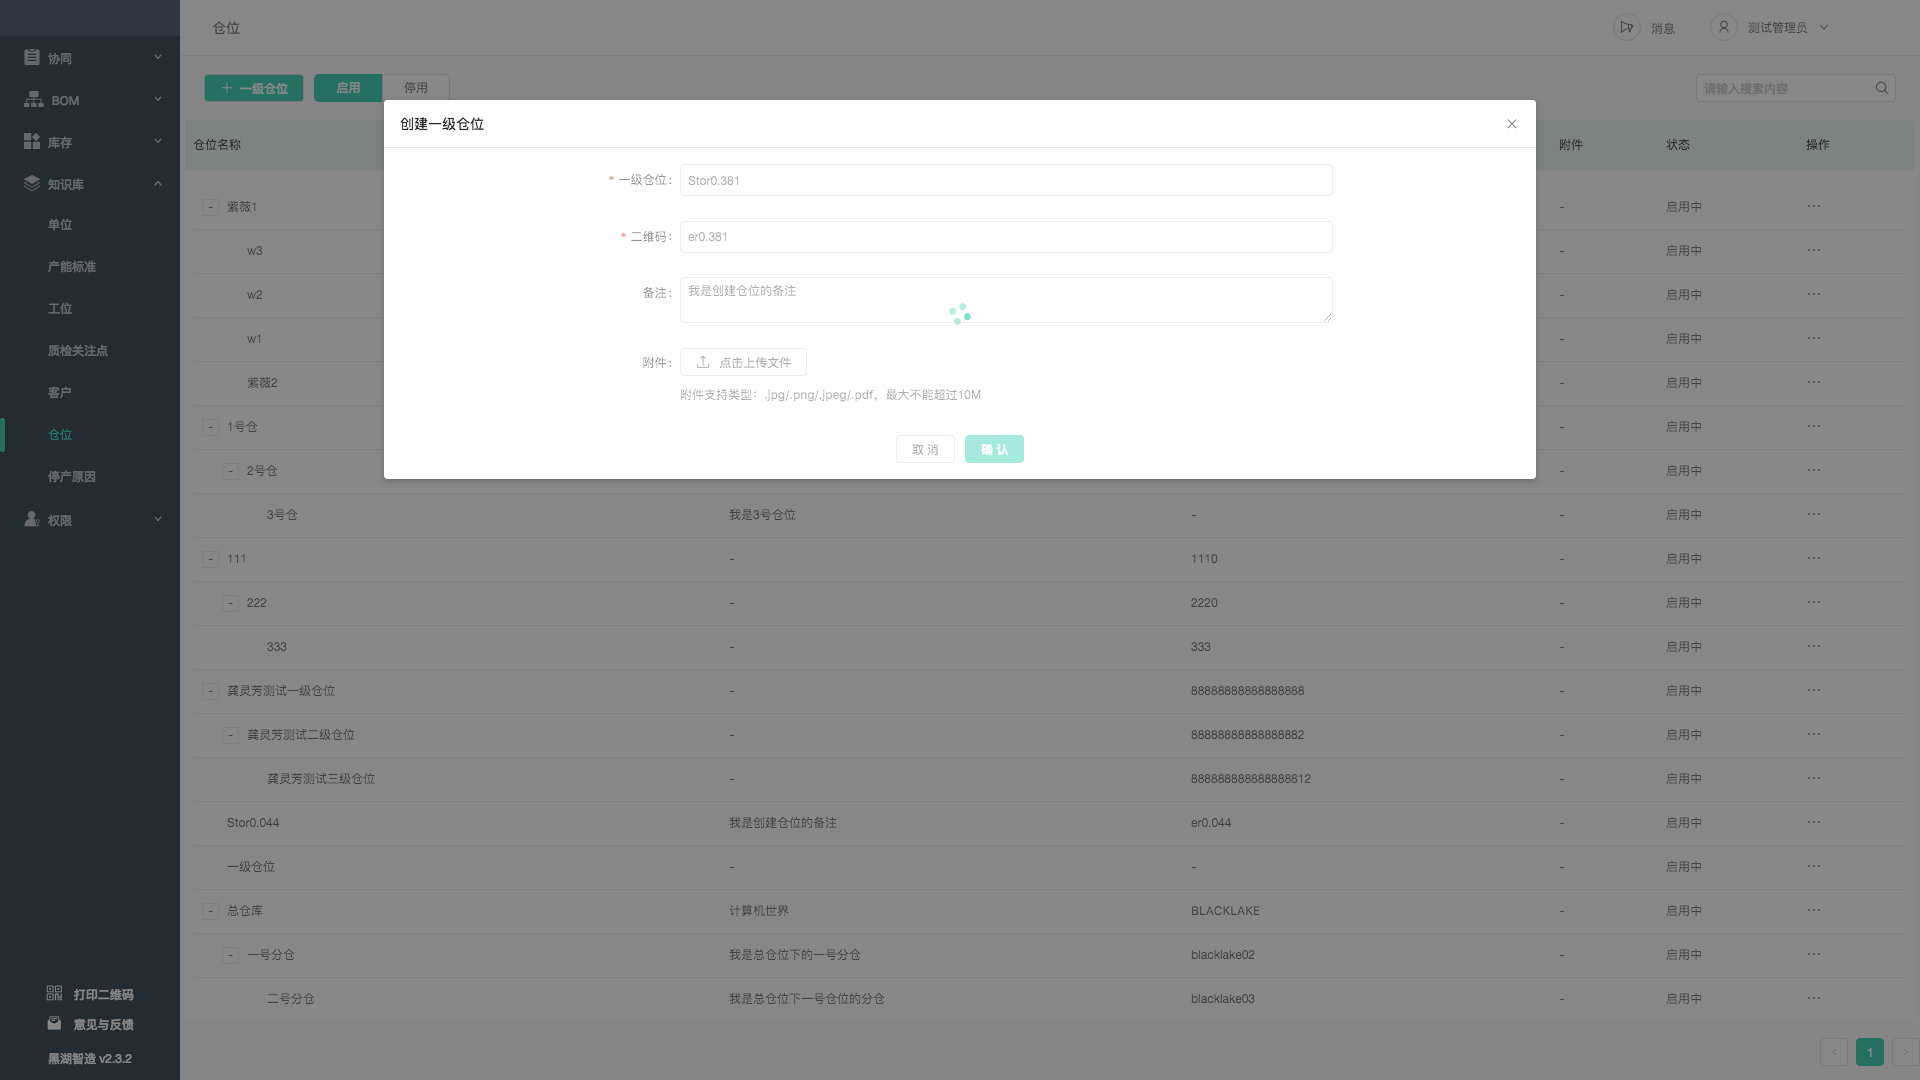 仓位
消息
测试管理员
协同
BOM
库存
知识库
单位
产能标准
工位
质检关注点
客户
仓位
停产原因
权限
打印二维码
意见与反馈
黑湖智造 v2.3.2
一级仓位
启用
停用
请输入搜索内容
仓位名称
附件
状态
操作
创建一级仓位
* 一级仓位：
Stor0.381
* 二维码：
er0.381
备注：
我是创建仓位的备注
附件：
点击上传文件
附件支持类型：.jpg/.png/.jpeg/.pdf，最大不能超过10M
取 消
确 认
- 紫薇1 - 启用中 ···
w3 - 启用中 ···
w2 - 启用中 ···
w1 - 启用中 ···
紫薇2 - 启用中 ···
- 1号仓 - 启用中 ···
- 2号仓 - 启用中 ···
3号仓 我是3号仓位 - - 启用中 ···
- 111 - 1110 - 启用中 ···
- 222 - 2220 - 启用中 ···
333 - 333 - 启用中 ···
- 龚灵芳测试一级仓位 - 88888888888888888 - 启用中 ···
- 龚灵芳测试二级仓位 - 88888888888888882 - 启用中 ···
龚灵芳测试三级仓位 - 888888888888888812 - 启用中 ···
Stor0.044 我是创建仓位的备注 er0.044 - 启用中 ···
一级仓位 - - - 启用中 ···
- 总仓库 计算机世界 BLACKLAKE - 启用中 ···
- 一号分仓 我是总仓位下的一号分仓 blacklake02 - 启用中 ···
二号分仓 我是总仓位下一号仓位的分仓 blacklake03 - 启用中 ···
< 1 >